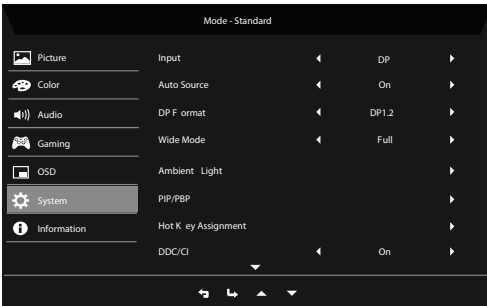 Mode - Standard
Picture
Color
Audio
Gaming
OSD
System
Information
Input DP
Auto Source On
DP F ormat DP1.2
Wide Mode Full
Ambient Light
PIP/PBP
Hot K ey Assignment
DDC/CI On